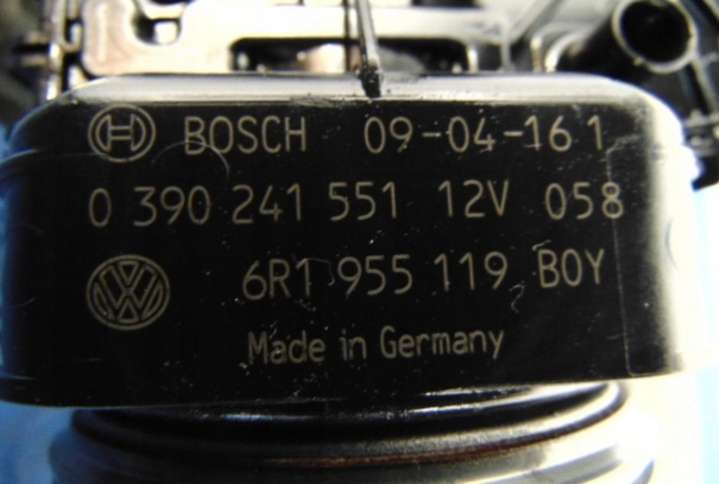 BOSCH 09-04-16 1
0 390 241 551 12V 058
6R1 955 119 BOY
Made in Germany